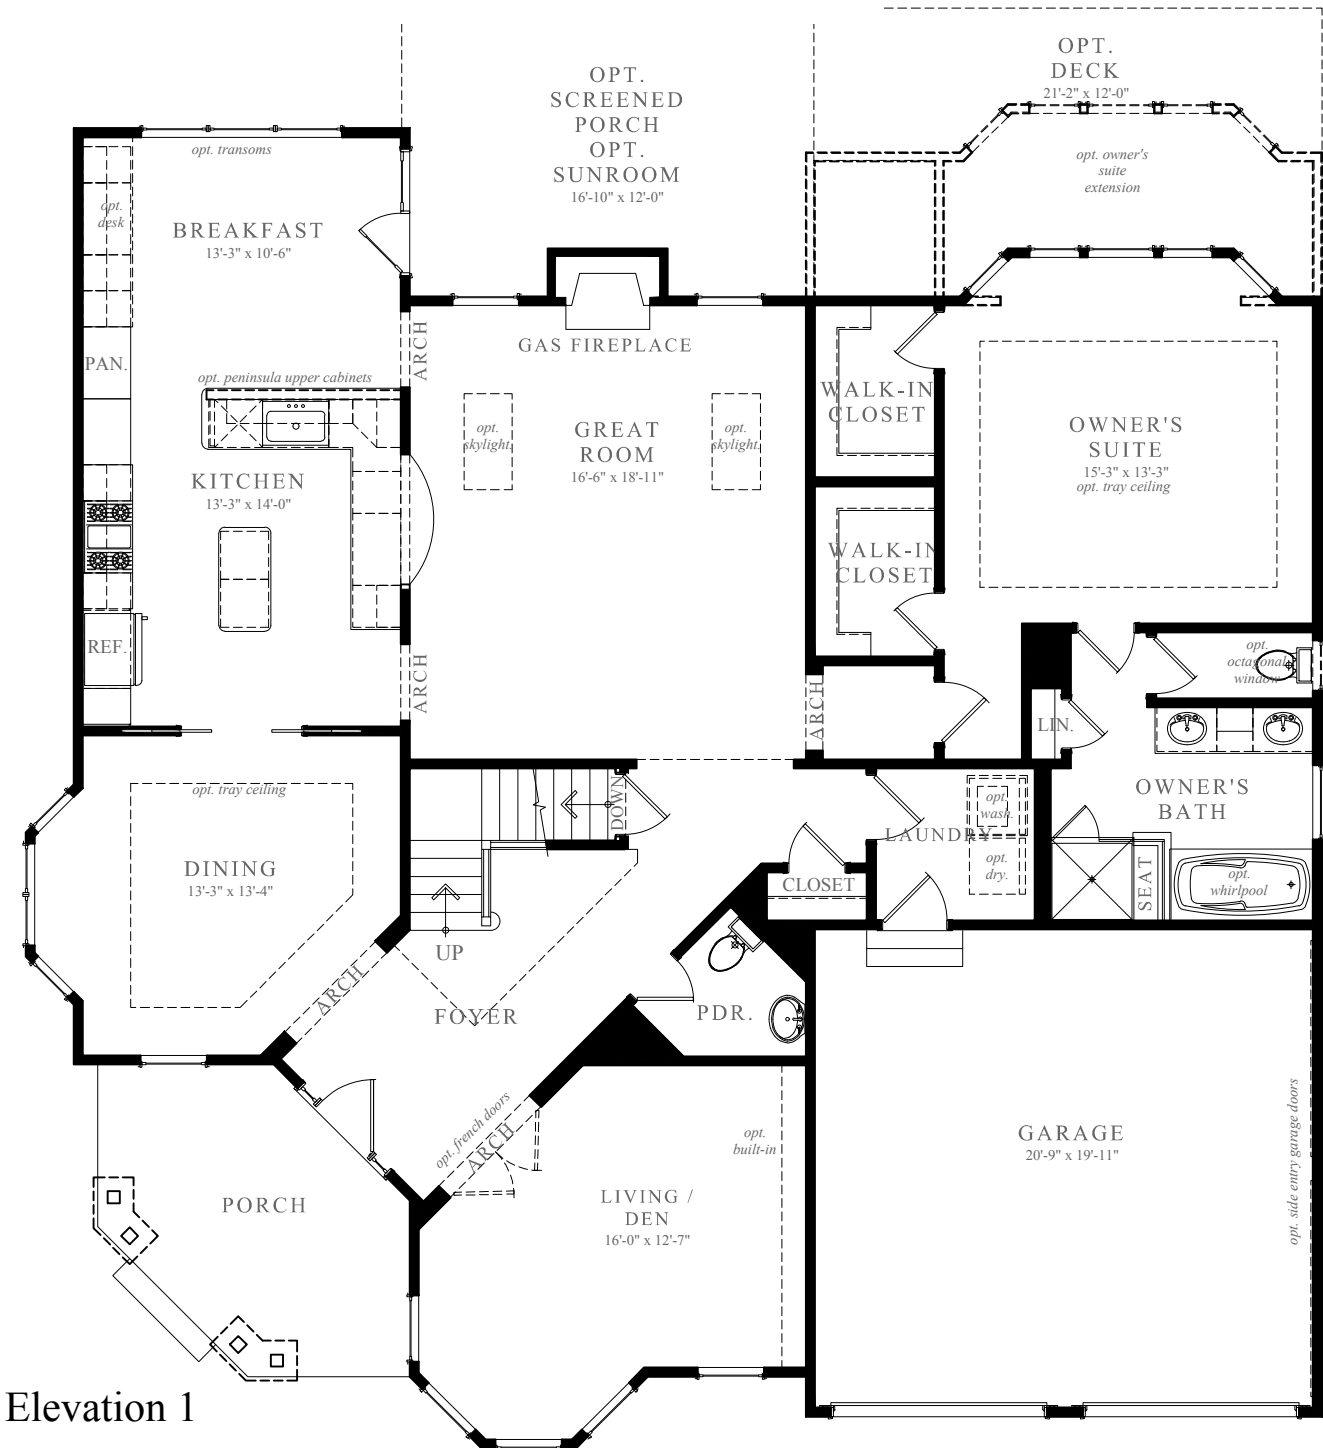 OPT.
DECK
21'-2" x 12'-0"
OPT.
SCREENED
PORCH
OPT.
SUNROOM
16'-10" x 12'-0"
opt. transoms
opt. owner's
suite
extension
opt.
desk
BREAKFAST
13'-3" x 10'-6"
GAS FIREPLACE
ARCH
PAN.
opt. peninsula upper cabinets
WALK-IN
CLOSET
opt.
skylight.
GREAT
ROOM
16'-6" x 18'-11"
opt.
skylight.
OWNER'S
SUITE
15'-3" x 13'-3"
opt. tray ceiling
KITCHEN
13'-3" x 14'-0"
WALK-IN
CLOSET
REF.
ARCH
ARCH
opt.
octagonal
window
LIN.
opt. tray ceiling
DOWN
OWNER'S
BATH
opt.
wash.
LAUNDRY
opt.
dry.
DINING
13'-3" x 13'-4"
CLOSET
SEAT
opt.
whirlpool
UP
ARCH
FOYER
PDR.
opt. french doors
ARCH
opt.
built-in
GARAGE
20'-9" x 19'-11"
opt. side entry garage doors
PORCH
LIVING /
DEN
16'-0" x 12'-7"
Elevation 1